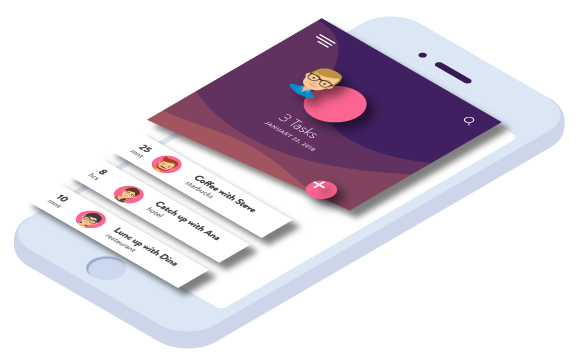 3 Tasks
JANUARY 22, 2018
25
mnt
Coffee with Steve
starbucks
8
hrs
Catch up with Ana
hotel
10
mnt
Lunc up with Dina
restaurant